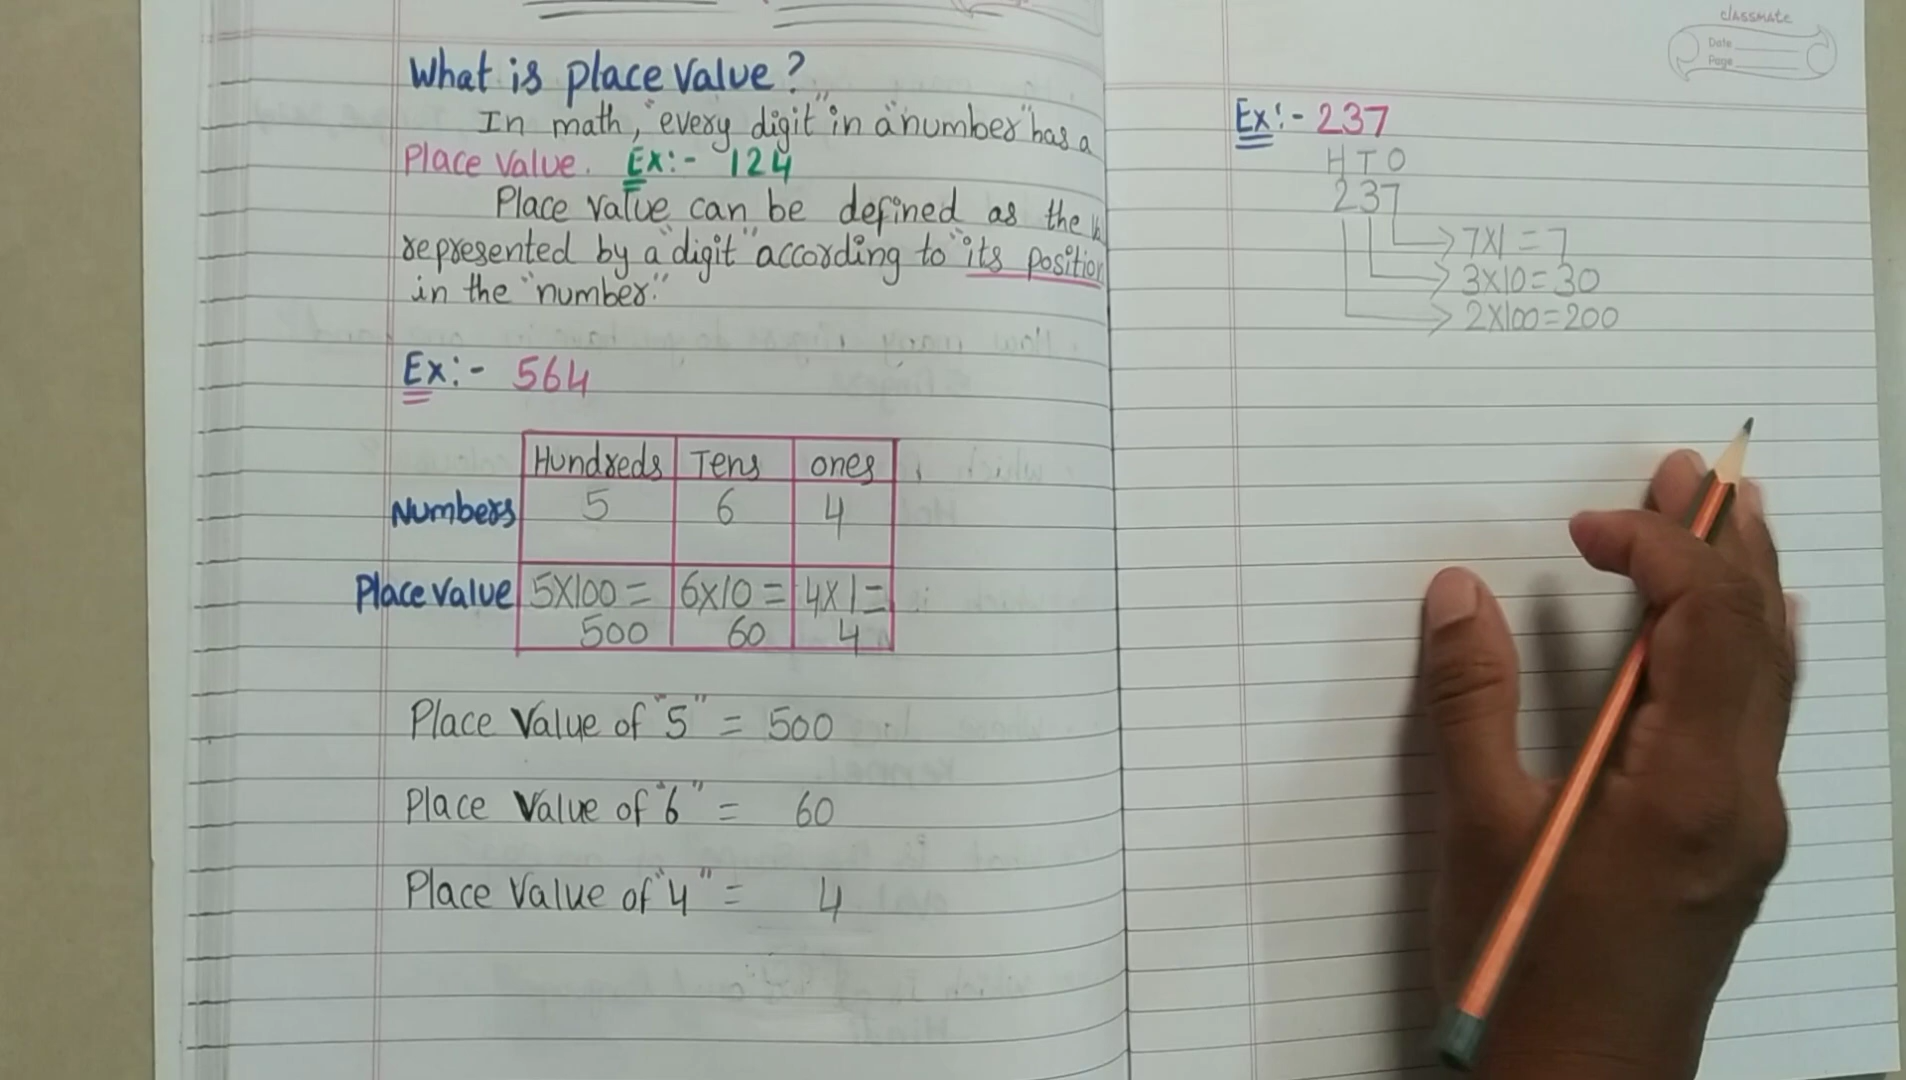 What is place value?
In math, "every digit" in a "number" has a
Place Value. Ex:- 124
Place value can be defined as the
represented by a "digit" according to "its position
in the "number."
Ex:- 564
Hundreds Tens ones
Numbers 5 6 4
Place value 5X100= 6X10= 4X1=
500 60 4
Place Value of "5" = 500
Place Value of "6" = 60
Place Value of "4" = 4
classmate
Date
Page
Ex:- 237
H T O
237
7X1=7
3X10=30
2X100=200